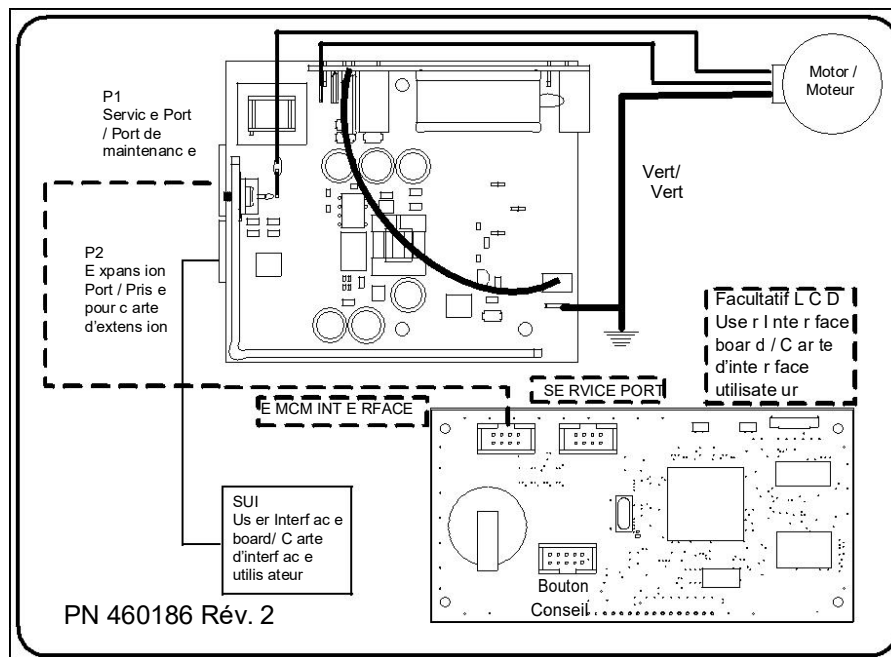 Motor /
Moteur
P1
Servic e Port
/ Port de
maintenanc e
Vert/
Vert
P2
E xpans ion
Port / Pris e
pour c arte
d'extens ion
Facultatif L C D
Use r I nte r face
boar d / C ar te
d'inte r face
utilisate ur
SE RVICE PORT
E MCM INT E RFACE
SUI
Us er Interf ac e
board/ C arte
d'interf ac e
utilis ateur
Bouton
Conseil
PN 460186 Rév. 2